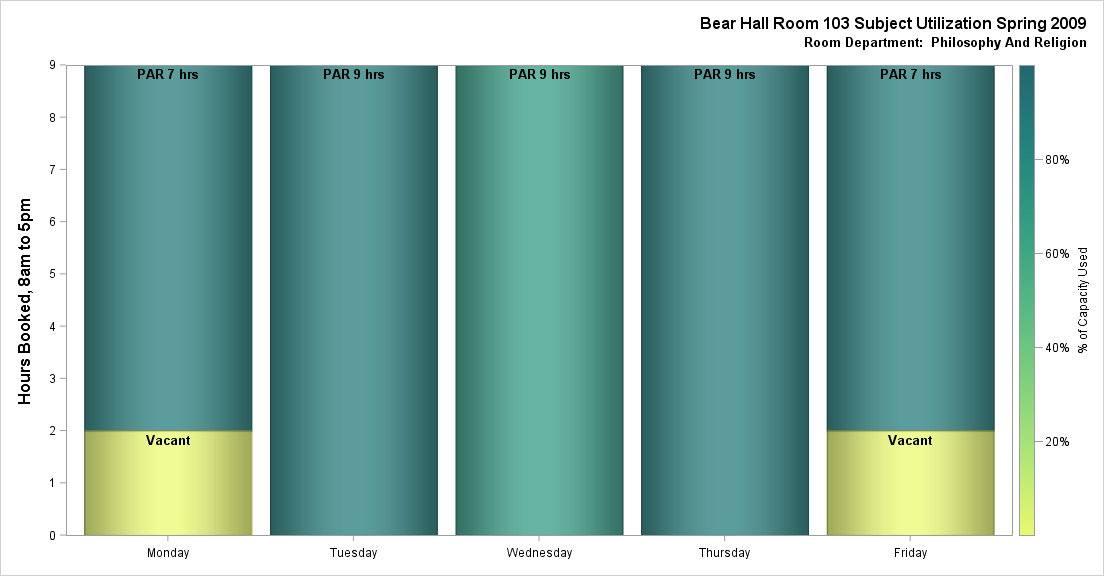 Bear Hall Room 103 Subject Utilization Spring 2009
Room Department:  Philosophy And Religion
Hours Booked, 8am to 5pm
9
8
7
6
5
4
3
2
1
0
PAR 7 hrs
PAR 9 hrs
PAR 9 hrs
PAR 9 hrs
PAR 7 hrs
Vacant
Vacant
Monday
Tuesday
Wednesday
Thursday
Friday
80%
60%
40%
20%
% of Capacity Used